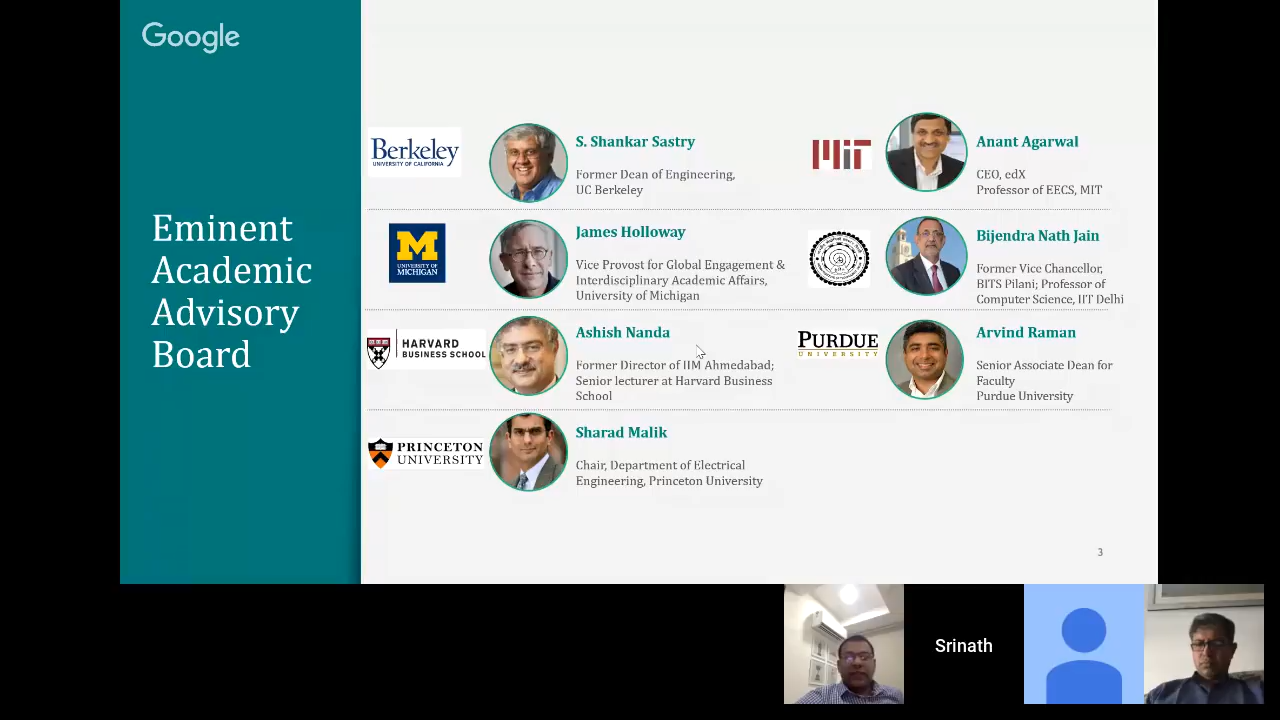 Google
Eminent
Academic
Advisory
Board
Berkeley
UNIVERSITY OF CALIFORNIA
S. Shankar Sastry
Former Dean of Engineering,
UC Berkeley
MIT
Anant Agarwal
CEO, edX
Professor of EECS, MIT
M
UNIVERSITY OF
MICHIGAN
James Holloway
Vice Provost for Global Engagement &
Interdisciplinary Academic Affairs,
University of Michigan
Bijendra Nath Jain
Former Vice Chancellor,
BITS Pilani; Professor of
Computer Science, IIT Delhi
HARVARD
BUSINESS SCHOOL
Ashish Nanda
Former Director of IIM Ahmedabad;
Senior lecturer at Harvard Business
School
PURDUE
UNIVERSITY
Arvind Raman
Senior Associate Dean for
Faculty
Purdue University
PRINCETON
UNIVERSITY
Sharad Malik
Chair, Department of Electrical
Engineering, Princeton University
3
Srinath